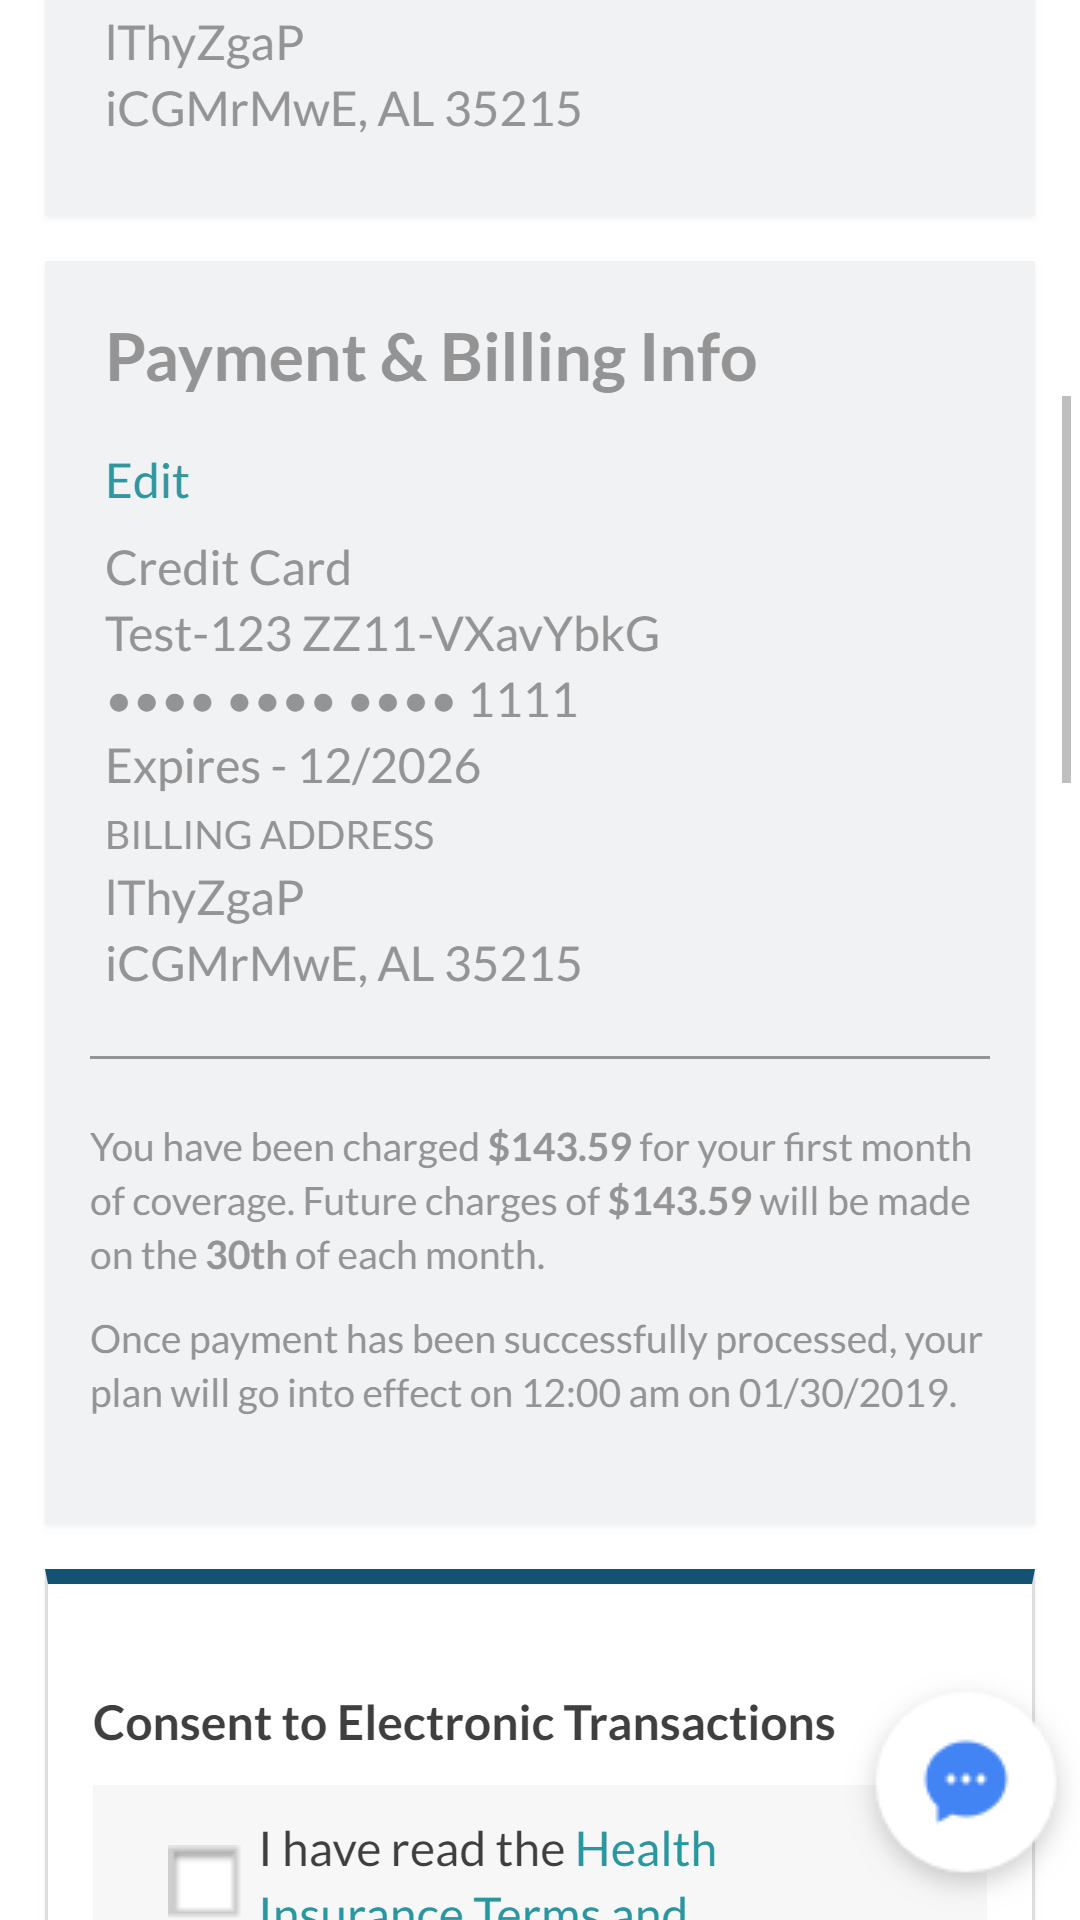 lThyZgaP
iCGMrMwE, AL 35215
Payment & Billing Info
Edit
Credit Card
Test-123 ZZ11-VXavYbkG
●●●● ●●●● ●●●● 1111
Expires - 12/2026
BILLING ADDRESS
lThyZgaP
iCGMrMwE, AL 35215
You have been charged $143.59 for your first month
of coverage. Future charges of $143.59 will be made
on the 30th of each month.
Once payment has been successfully processed, your
plan will go into effect on 12:00 am on 01/30/2019.
Consent to Electronic Transactions
I have read the Health
Insurance Terms and